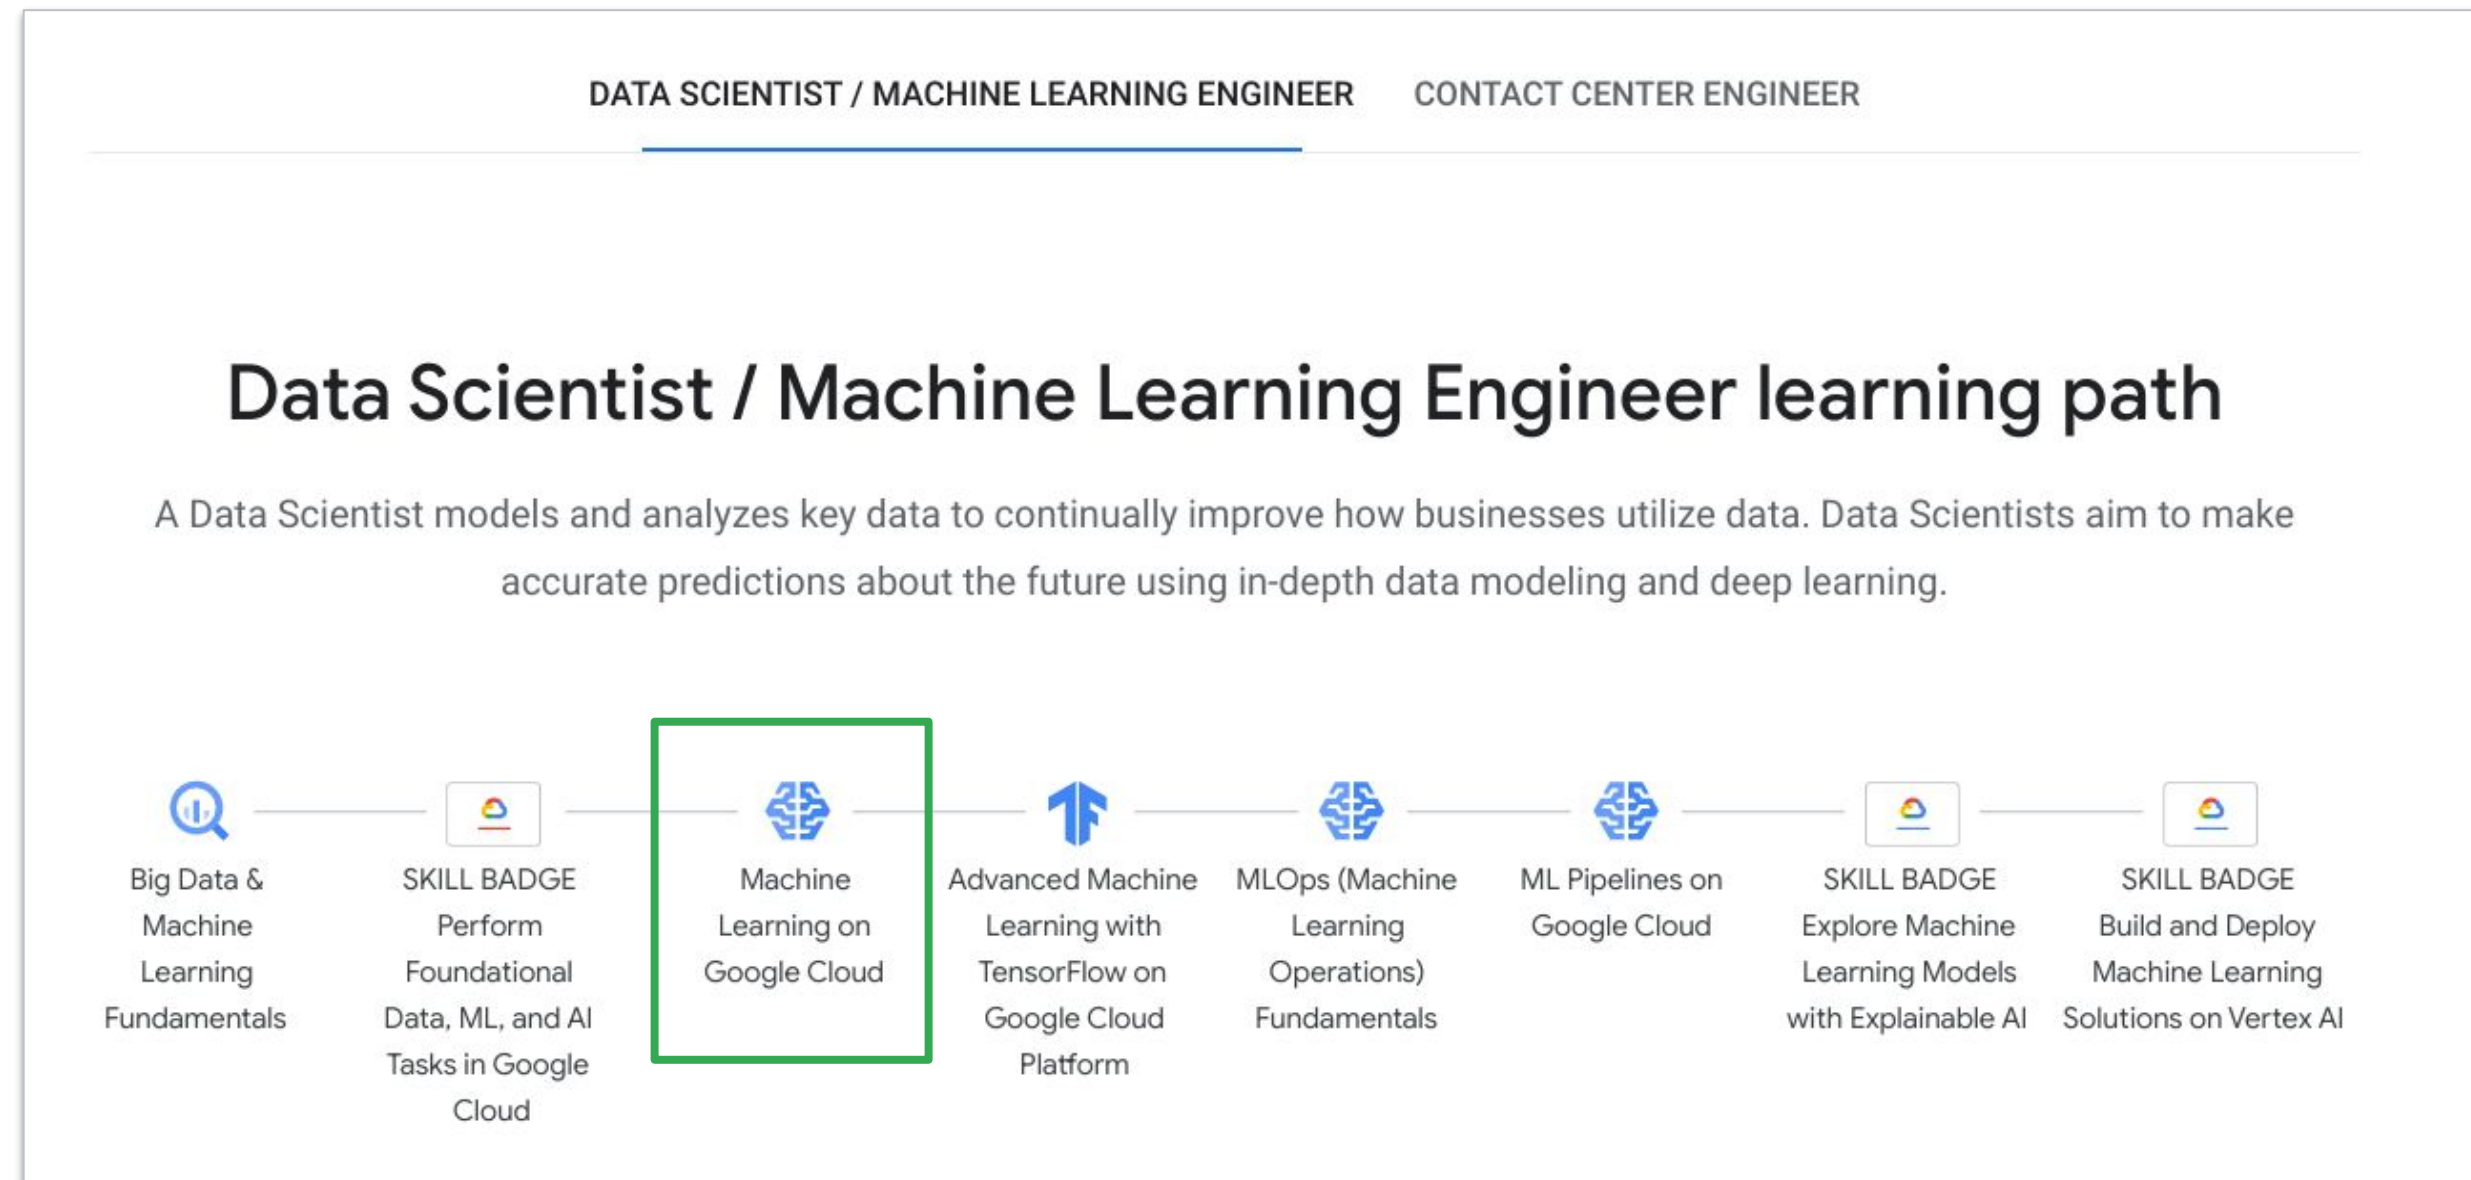 DATA SCIENTIST / MACHINE LEARNING ENGINEER
CONTACT CENTER ENGINEER
Data Scientist / Machine Learning Engineer learning path
A Data Scientist models and analyzes key data to continually improve how businesses utilize data. Data Scientists aim to make
accurate predictions about the future using in-depth data modeling and deep learning.
Big Data &
Machine
Learning
Fundamentals
SKILL BADGE
Perform
Foundational
Data, ML, and AI
Tasks in Google
Cloud
Machine
Learning on
Google Cloud
Advanced Machine
Learning with
TensorFlow on
Google Cloud
Platform
MLOps (Machine
Learning
Operations)
Fundamentals
ML Pipelines on
Google Cloud
SKILL BADGE
Explore Machine
Learning Models
with Explainable AI
SKILL BADGE
Build and Deploy
Machine Learning
Solutions on Vertex AI